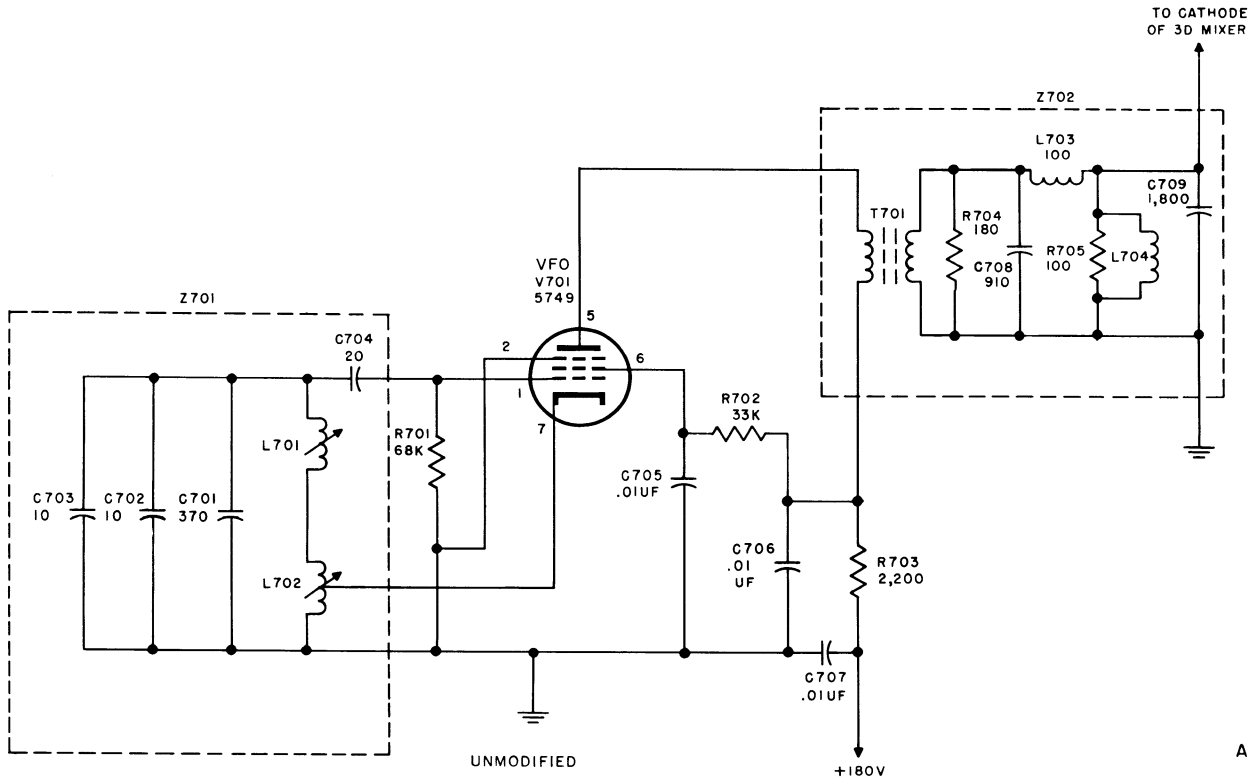 TO CATHODE
OF 3D MIXER
Z702
L703
100
C709
1,800
T701
R704
180
C708
910
R705
100
L704
VFO
V701
5749
5
2
6
1
7
Z701
C704
20
R702
33K
L701
R701
68K
C705
.01UF
C703
10
C702
10
C701
370
C706
.01
UF
R703
2,200
L702
C707
.01UF
UNMODIFIED
+180V
A